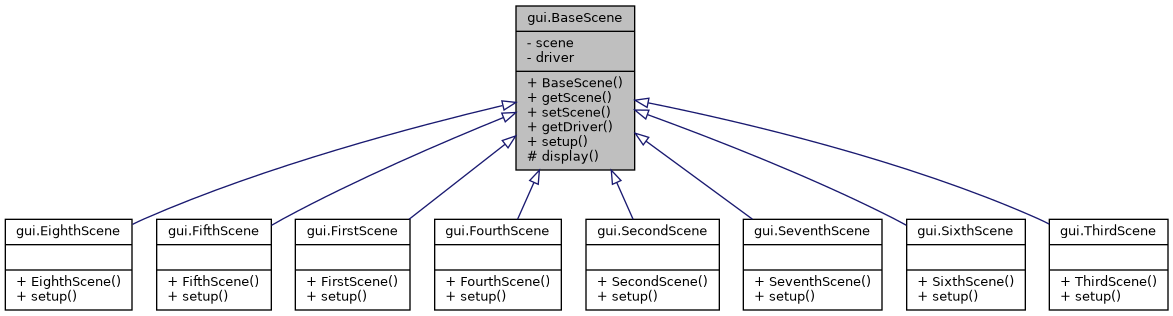 gui.BaseScene
- scene
- driver
+ BaseScene()
+ getScene()
+ setScene()
+ getDriver()
+ setup()
# display()
gui.EighthScene
+ EighthScene()
+ setup()
gui.FifthScene
+ FifthScene()
+ setup()
gui.FirstScene
+ FirstScene()
+ setup()
gui.FourthScene
+ FourthScene()
+ setup()
gui.SecondScene
+ SecondScene()
+ setup()
gui.SeventhScene
+ SeventhScene()
+ setup()
gui.SixthScene
+ SixthScene()
+ setup()
gui.ThirdScene
+ ThirdScene()
+ setup()